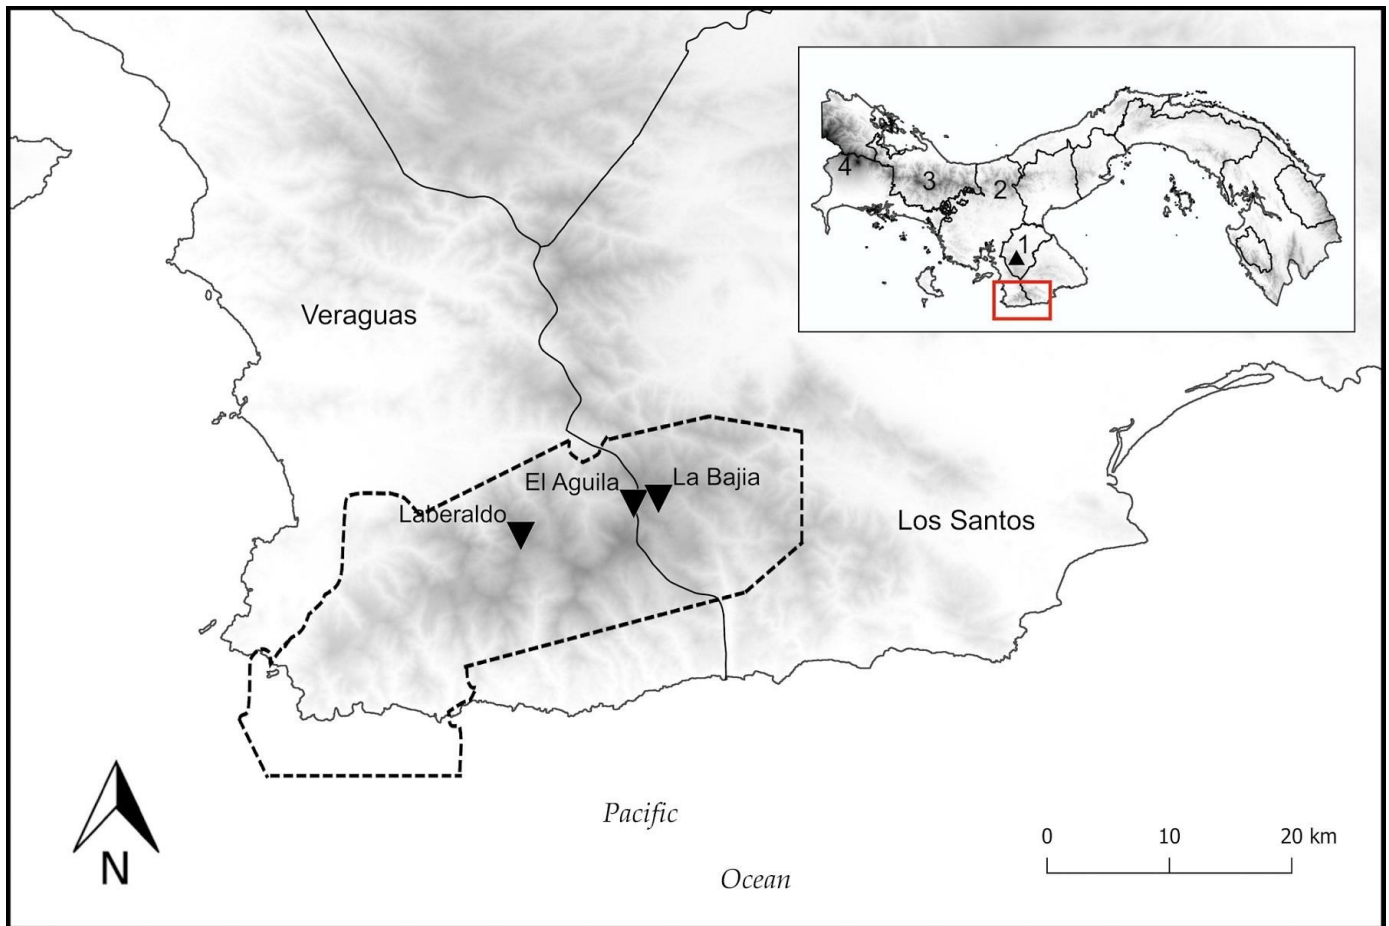 4
3
2
1
Veraguas
El Aguila
La Bajia
Laberaldo
Los Santos
Pacific
Ocean
N
0 10 20 km